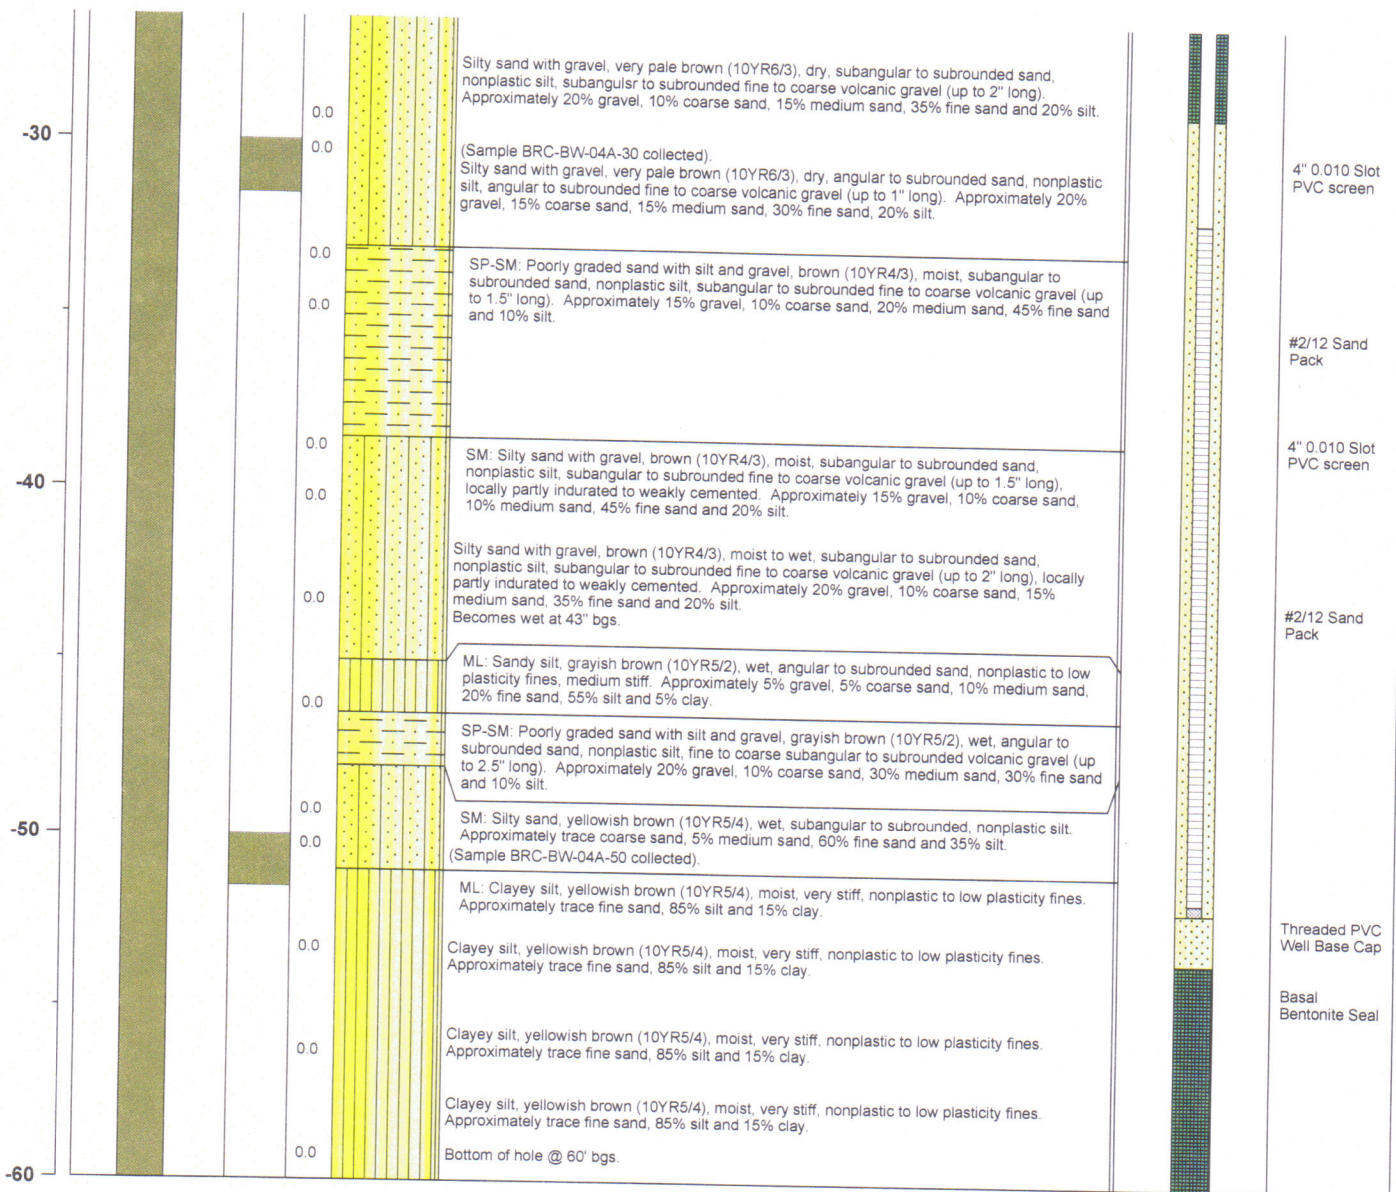 Silty sand with gravel, very pale brown (10YR6/3), dry, subangular to subrounded sand,
nonplastic silt, subangulsr to subrounded fine to coarse volcanic gravel (up to 2" long).
Approximately 20% gravel, 10% coarse sand, 15% medium sand, 35% fine sand and 20% silt.
0.0
-30
0.0
(Sample BRC-BW-04A-30 collected).
Silty sand with gravel, very pale brown (10YR6/3), dry, angular to subrounded sand, nonplastic
silt, angular to subrounded fine to coarse volcanic gravel (up to 1" long). Approximately 20%
gravel, 15% coarse sand, 15% medium sand, 30% fine sand, 20% silt.
4" 0.010 Slot
PVC screen
0.0
SP-SM: Poorly graded sand with silt and gravel, brown (10YR4/3), moist, subangular to
subrounded sand, nonplastic silt, subangular to subrounded fine to coarse volcanic gravel (up
to 1.5" long). Approximately 15% gravel, 10% coarse sand, 20% medium sand, 45% fine sand
and 10% silt.
0.0
#2/12 Sand
Pack
0.0
SM: Silty sand with gravel, brown (10YR4/3), moist, subangular to subrounded sand,
nonplastic silt, subangular to subrounded fine to coarse volcanic gravel (up to 1.5" long),
locally partly indurated to weakly cemented. Approximately 15% gravel, 10% coarse sand,
10% medium sand, 45% fine sand and 20% silt.
4" 0.010 Slot
PVC screen
-40
0.0
Silty sand with gravel, brown (10YR4/3), moist to wet, subangular to subrounded sand,
nonplastic silt, subangular to subrounded fine to coarse volcanic gravel (up to 2" long), locally
partly indurated to weakly cemented. Approximately 20% gravel, 10% coarse sand, 15%
medium sand, 35% fine sand and 20% silt.
Becomes wet at 43" bgs.
0.0
#2/12 Sand
Pack
ML: Sandy silt, grayish brown (10YR5/2), wet, angular to subrounded sand, nonplastic to low
plasticity fines, medium stiff. Approximately 5% gravel, 5% coarse sand, 10% medium sand,
20% fine sand, 55% silt and 5% clay.
0.0
SP-SM: Poorly graded sand with silt and gravel, grayish brown (10YR5/2), wet, angular to
subrounded sand, nonplastic silt, fine to coarse subangular to subrounded volcanic gravel (up
to 2.5" long). Approximately 20% gravel, 10% coarse sand, 30% medium sand, 30% fine sand
and 10% silt.
0.0
-50
0.0
SM: Silty sand, yellowish brown (10YR5/4), wet, subangular to subrounded, nonplastic silt.
Approximately trace coarse sand, 5% medium sand, 60% fine sand and 35% silt.
(Sample BRC-BW-04A-50 collected).
ML: Clayey silt, yellowish brown (10YR5/4), moist, very stiff, nonplastic to low plasticity fines.
Approximately trace fine sand, 85% silt and 15% clay.
0.0
Clayey silt, yellowish brown (10YR5/4), moist, very stiff, nonplastic to low plasticity fines.
Approximately trace fine sand, 85% silt and 15% clay.
Threaded PVC
Well Base Cap
Basal
Bentonite Seal
0.0
Clayey silt, yellowish brown (10YR5/4), moist, very stiff, nonplastic to low plasticity fines.
Approximately trace fine sand, 85% silt and 15% clay.
Clayey silt, yellowish brown (10YR5/4), moist, very stiff, nonplastic to low plasticity fines.
Approximately trace fine sand, 85% silt and 15% clay.
0.0
Bottom of hole @ 60' bgs.
-60